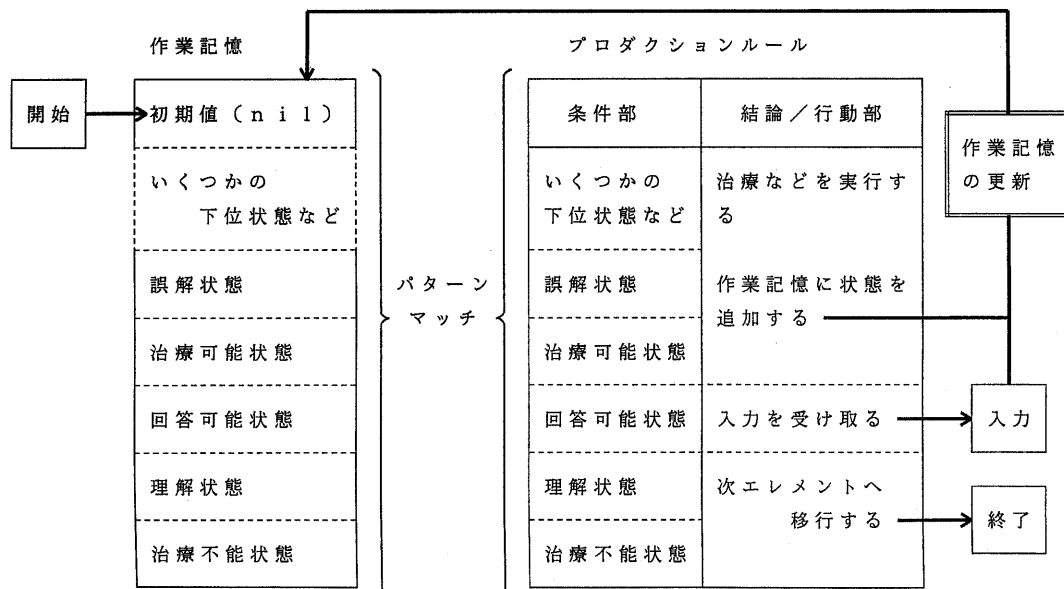 作業記憶
プロダクションルール
開始
初期値(nil)
いくつかの
下位状態など
誤解状態
治療可能状態
回答可能状態
理解状態
治療不能状態
パターン
マッチ
条件部
結論/行動部
いくつかの
下位状態など
治療などを実行す
る
誤解状態
作業記憶に状態を
追加する
治療可能状態
回答可能状態
入力を受け取る
理解状態
次エレメントへ
移行する
治療不能状態
作業記憶
の更新
入力
終了